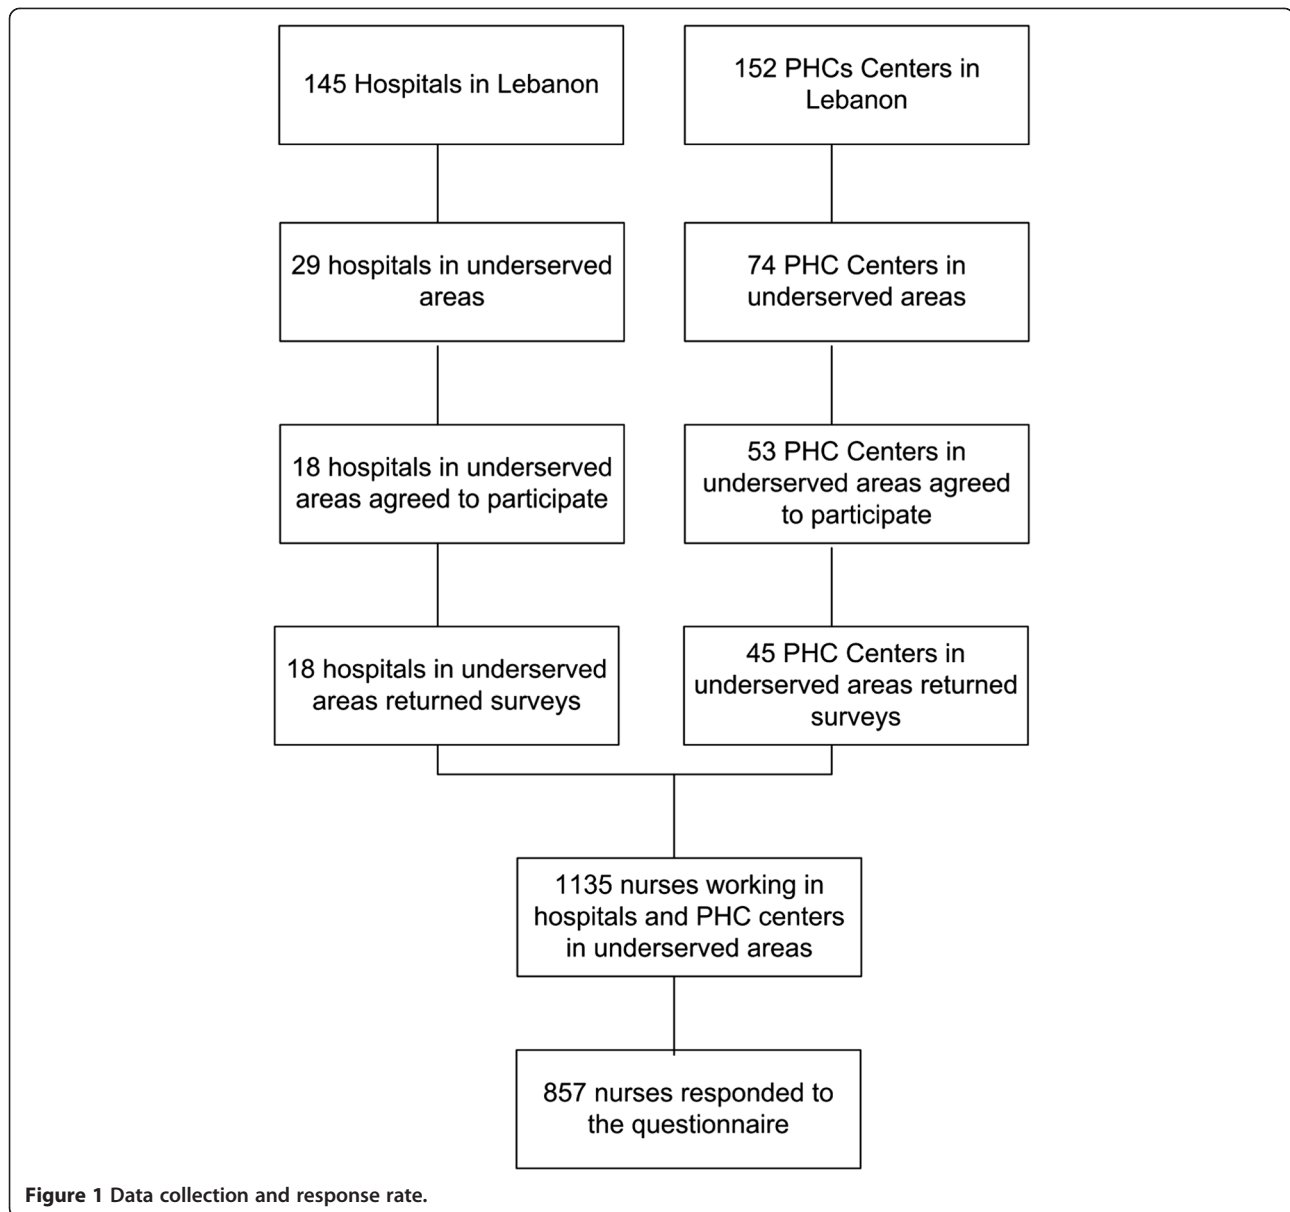 145 Hospitals in Lebanon
152 PHCs Centers in
Lebanon
29 hospitals in underserved
areas
74 PHC Centers in
underserved areas
18 hospitals in underserved
areas agreed to participate
53 PHC Centers in
underserved areas agreed
to participate
18 hospitals in underserved
areas returned surveys
45 PHC Centers in
underserved areas returned
surveys
1135 nurses working in
hospitals and PHC centers
in underserved areas
857 nurses responded to
the questionnaire
Figure 1 Data collection and response rate.